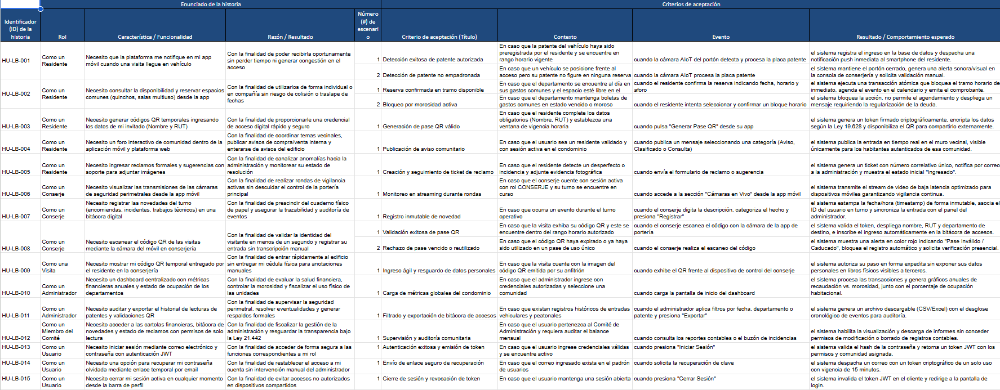 Enunciado de la historia
Criterios de aceptación
Identificador
(ID) de la
historia
Rol
Característica / Funcionalidad
Razón / Resultado
Número
(#) de
escenari
o
Criterio de aceptación (Título)
Contexto
Evento
Resultado / Comportamiento esperado
HU-LB-001
Como un
Residente
Necesito que la plataforma me notifique en mi app
móvil cuando una visita llegue en vehículo
Con la finalidad de poder recibirla oportunamente
sin perder tiempo ni generar congestión en el
acceso
1
Detección exitosa de patente autorizada
En caso que la patente del vehículo haya sido
preregistrada por el residente y se encuentre en
rango horario vigente
cuando la cámara AIoT del portón detecta y procesa la placa patente
el sistema registra el ingreso en la base de datos y despacha una
notificación push inmediata al smartphone del residente.
2
Detección de patente no empadronada
En caso que un vehículo se posicione frente al
acceso pero su patente no figure en ninguna reserva
cuando la cámara AIoT procesa la placa patente
el sistema mantiene el portón cerrado, genera una alerta sonora/visual en
la consola de conserjería y solicita validación manual.
HU-LB-002
Como un
Residente
Necesito consultar la disponibilidad y reservar espacios
comunes (quinchos, salas multiuso) desde la app
Con la finalidad de utilizarlos de forma individual o
en compañía sin riesgo de colisión o traslape de
fechas
1
Reserva confirmada en tramo disponible
En caso que el departamento se encuentre al día en
sus gastos comunes y el espacio esté libre en el
cuando el residente confirma la reserva indicando fecha, horario y
aforo
el sistema ejecuta una transacción atómica que bloquea el tramo horario de
inmediato, agenda el evento en el calendario y emite el comprobante.
2
Bloqueo por morosidad activa
En caso que el departamento mantenga boletas de
gastos comunes en estado vencido o moroso
cuando el residente intenta seleccionar y confirmar un bloque horario
el sistema bloquea la acción, no permite el agendamiento y despliega un
mensaje requiriendo la regularización de la deuda.
HU-LB-003
Como un
Residente
Necesito generar códigos QR temporales ingresando
los datos de mi invitado (Nombre y RUT)
Con la finalidad de proporcionarle una credencial
de acceso digital rápido y seguro
1
Generación de pase QR válido
En caso que el residente complete los datos
obligatorios (Nombre, RUT) y establezca una
ventana de vigencia horaria
cuando pulsa "Generar Pase QR" desde su app
el sistema genera un token firmado criptográficamente, encripta los datos
según la Ley 19.628 y disponibiliza el QR para compartirlo externamente.
HU-LB-004
Como un
Residente
Necesito un foro interactivo de comunidad dentro de la
aplicación móvil y plataforma web
Con la finalidad de coordinar temas vecinales,
publicar avisos de compra/venta interna y
enterarse de avisos del edificio
1
Publicación de aviso comunitario
En caso que el usuario sea un residente validado y
con sesión activa en el condominio
cuando publica un mensaje seleccionando una categoría (Aviso,
Clasificado o Consulta)
el sistema publica la entrada en tiempo real en el muro vecinal, visible
únicamente para los habitantes autenticados de esa comunidad.
HU-LB-005
Como un
Residente
Necesito ingresar reclamos formales y sugerencias con
soporte para adjuntar imágenes
Con la finalidad de canalizar anomalías hacia la
administración y monitorear su estado de
resolución
1
Creación y seguimiento de ticket de reclamo
En caso que el residente detecte un desperfecto o
incidencia y adjunte evidencia fotográfica
cuando envía el formulario de reclamo o sugerencia
el sistema genera un ticket con número correlativo único, notifica por correo
a la administración y muestra el estado inicial "Ingresado".
HU-LB-006
Como un
Conserje
Necesito visualizar las transmisiones de las cámaras
de seguridad perimetrales desde la app móvil
Con la finalidad de realizar rondas de vigilancia
activas sin descuidar el control de la portería
principal
1
Monitoreo en streaming durante rondas
En caso que el conserje cuente con sesión activa
con rol CONSERJE y su turno se encuentre en
curso
cuando accede a la sección "Cámaras en Vivo" desde la app móvil
el sistema transmite el stream de video de baja latencia optimizado para
dispositivos móviles garantizando vigilancia continua.
HU-LB-007
Como un
Conserje
Necesito registrar las novedades del turno
(encomiendas, incidentes, trabajos técnicos) en una
bitácora digital
Con la finalidad de prescindir del cuaderno físico
de papel y asegurar la trazabilidad y auditoría de
eventos
1
Registro inmutable de novedad
En caso que ocurra un evento durante el turno
operativo
cuando el conserje digita la descripción, categoriza el hecho y
presiona "Registrar"
el sistema estampa la fecha/hora (timestamp) de forma inmutable, asocia el
ID del usuario en turno y sincroniza la entrada con el panel del
administrador.
HU-LB-008
Como un
Conserje
Necesito escanear el código QR de las visitas
mediante la cámara del móvil en conserjería
Con la finalidad de validar la identidad del
visitante en menos de un segundo y registrar su
entrada sin transcripción manual
1
Validación exitosa de pase QR
En caso que la visita exhiba su código QR y este se
encuentre dentro del rango horario autorizado
cuando el conserje escanea el código con la cámara de la app de
portería
el sistema valida el token, despliega nombre, RUT y departamento de
destino, e inscribe el ingreso automáticamente en la bitácora de accesos.
2
Rechazo de pase vencido o reutilizado
En caso que el código QR haya expirado o ya haya
sido utilizado en un pase de uso único
cuando el conserje realiza el escaneo del código
el sistema muestra una alerta en color rojo indicando "Pase Inválido /
Caducado", bloquea el registro automático y solicita verificación presencial.
HU-LB-009
Como una
Visita
Necesito mostrar mi código QR temporal entregado por
el residente en la conserjería
Con la finalidad de entrar rápidamente al edificio
sin entregar mi cédula física para anotaciones
manuales
1
Ingreso ágil y resguardo de datos personales
En caso que la visita cuente con la imagen del
código QR emitida por su anfitrión
cuando exhibe el QR frente al dispositivo de control del conserje
el sistema autoriza su paso en forma expedita sin exponer sus datos
personales en libros físicos visibles a terceros.
HU-LB-010
Como un
Administrador
Necesito un dashboard centralizado con métricas
financieras anuales y estado de ocupación de los
departamentos
Con la finalidad de evaluar la salud financiera,
controlar la morosidad y fiscalizar el uso físico de
las unidades
1
Carga de métricas globales del condominio
En caso que el administrador ingrese con
credenciales autorizadas y seleccione una
comunidad
cuando carga la pantalla de inicio del dashboard
el sistema procesa las transacciones y genera gráficos anuales de
recaudación vs. morosidad, junto con el porcentaje de ocupación
habitacional.
HU-LB-011
Como un
Administrador
Necesito auditar y exportar el historial de lecturas de
patentes y validaciones QR
Con la finalidad de supervisar la seguridad
perimetral, resolver eventualidades y generar
respaldos formales
1
Filtrado y exportación de bitácora de accesos
En caso que existan registros históricos de entradas
vehiculares y peatonales
cuando el administrador aplica filtros por fecha, departamento o
patente y presiona "Exportar"
el sistema genera un archivo descargable (CSV/Excel) con el desglose
cronológico de eventos para auditoría.
HU-LB-012
Como un
Miembro del
Comité
Necesito acceder a las cartolas financieras, bitácora de
novedades y estado de reclamos con permisos de solo
lectura
Con la finalidad de fiscalizar la gestión de la
administración y resguardar la transparencia bajo
la Ley 21.442
1
Supervisión y auditoría comunitaria
En caso que el usuario pertenezca al Comité de
Administración y requiera auditar el balance
mensual
cuando consulta los reportes contables o el buzón de incidencias
el sistema habilita la visualización y descarga de informes sin conceder
permisos de modificación o borrado de registros contables.
HU-LB-013
Como un
Usuario
Necesito iniciar sesión mediante correo electrónico y
contraseña con autenticación JWT
Con la finalidad de acceder de forma segura a las
funciones correspondientes a mi rol
1
Autenticación exitosa y emisión de token
En caso que el usuario ingrese credenciales válidas
y se encuentre activo
cuando presiona "Iniciar Sesión"
el sistema valida el hash de la contraseña y retorna un token JWT con los
permisos y comunidad asignada.
HU-LB-014
Como un
Usuario
Necesito una opción para recuperar mi contraseña
olvidada mediante enlace temporal por email
Con la finalidad de restablecer el acceso a mi
cuenta sin intervención manual del administrador
1
Envío de enlace seguro de recuperación
En caso que el correo ingresado exista en el padrón
de usuarios
cuando solicita la recuperación de clave
el sistema despacha un correo con un token criptográfico de un solo uso
con vigencia de 15 minutos.
HU-LB-015
Como un
Usuario
Necesito cerrar mi sesión activa en cualquier momento
desde la barra de perfil
Con la finalidad de evitar accesos no autorizados
en dispositivos compartidos
1
Cierre de sesión y revocación de token
En caso que el usuario mantenga una sesión abierta
cuando presiona "Cerrar Sesión"
el sistema invalida el token JWT en el cliente y redirige a la pantalla de
login.